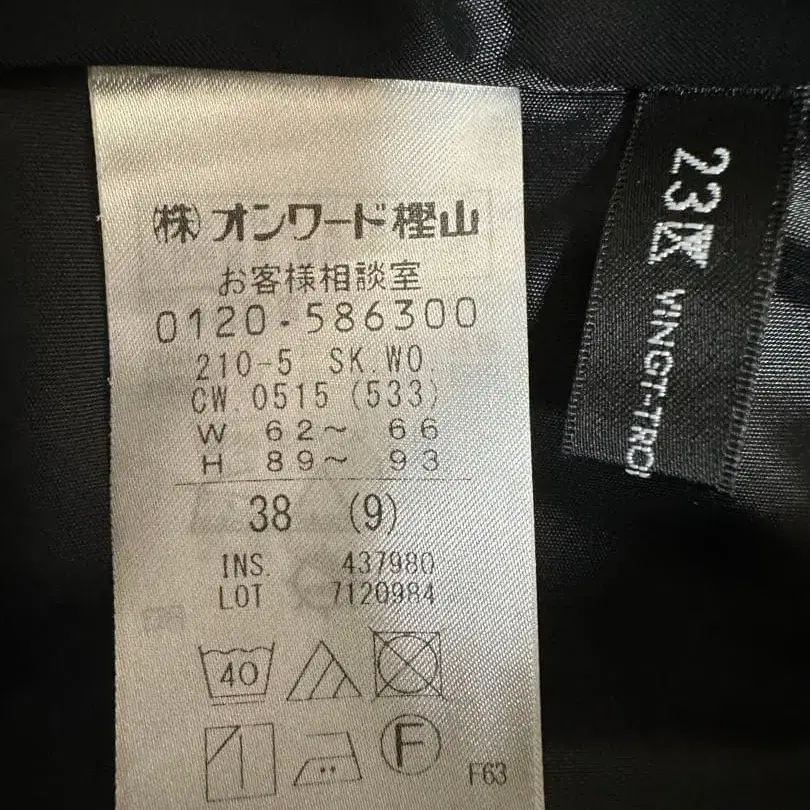 (株)オンワード樫山
お客様相談室
0120-586300
210-5 SK.WO.
CW.0515 (533)
W 62〜 66
H 89〜 93
38 (9)
INS. 437980
LOT 7120984
40
F
F63
23区
VINGT-TRO